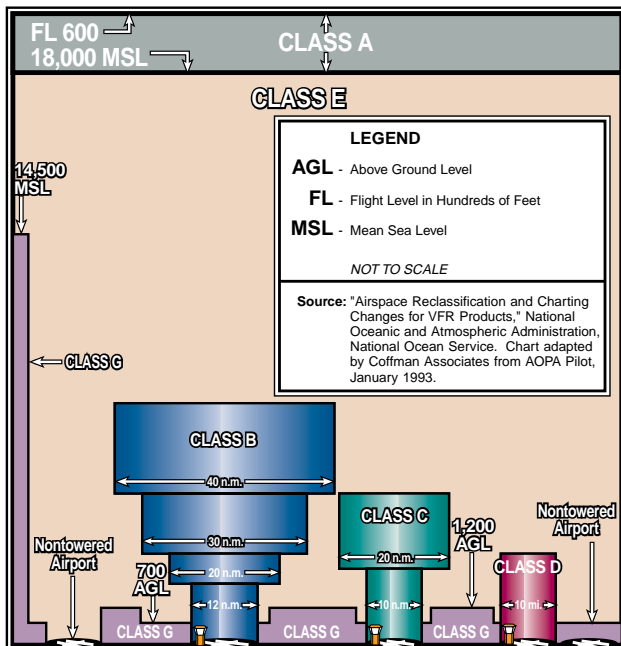 FL 600
18,000 MSL
CLASS A
CLASS E
LEGEND
AGL - Above Ground Level
FL - Flight Level in Hundreds of Feet
MSL - Mean Sea Level
NOT TO SCALE
Source: "Airspace Reclassification and Charting
Changes for VFR Products," National
Oceanic and Atmospheric Administration,
National Ocean Service. Chart adapted
by Coffman Associates from AOPA Pilot,
January 1993.
14,500
MSL
CLASS G
CLASS B
40 n.m.
30 n.m.
20 n.m.
12 n.m.
CLASS C
20 n.m.
10 n.m.
CLASS D
10 mi.
Nontowered
Airport
700
AGL
1,200
AGL
Nontowered
Airport
CLASS G
CLASS G
CLASS G